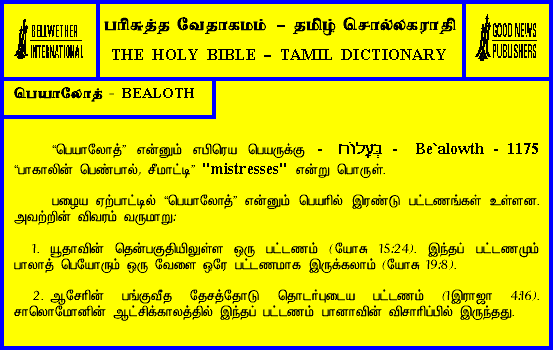 BELLWETHER
INTERNATIONAL
பரிசுத்த வேதாகமம் – தமிழ் சொல்லகராதி
THE HOLY BIBLE – TAMIL DICTIONARY
GOOD NEWS
PUBLISHERS
பெயாலோத் - BEALOTH
“பெயாலோத்” என்னும் எபிரெய பெயருக்கு - בְּעָלוֹת - Be`alowth - 1175
“பாகாலின் பெண்பால், சீமாட்டி” "mistresses" என்று பொருள்.
பழைய ஏற்பாட்டில் “பெயாலோத்” என்னும் பெயரில் இரண்டு பட்டணங்கள் உள்ளன.
அவற்றின் விவரம் வருமாறு:
1. யூதாவின் தென்பகுதியிலுள்ள ஒரு பட்டணம் (யோசு 15:24). இந்தப் பட்டணமும்
பாலாத் பெயோரும் ஒரு வேளை ஒரே பட்டணமாக இருக்கலாம் (யோசு 19:8).
2. ஆசேரின் பங்குவீத தேசத்தோடு தொடர்புடைய பட்டணம் (1இராஜா 4:16).
சாலொமோனின் ஆட்சிக்காலத்தில் இந்தப் பட்டணம் பானாவின் விசாரிப்பில் இருந்தது.